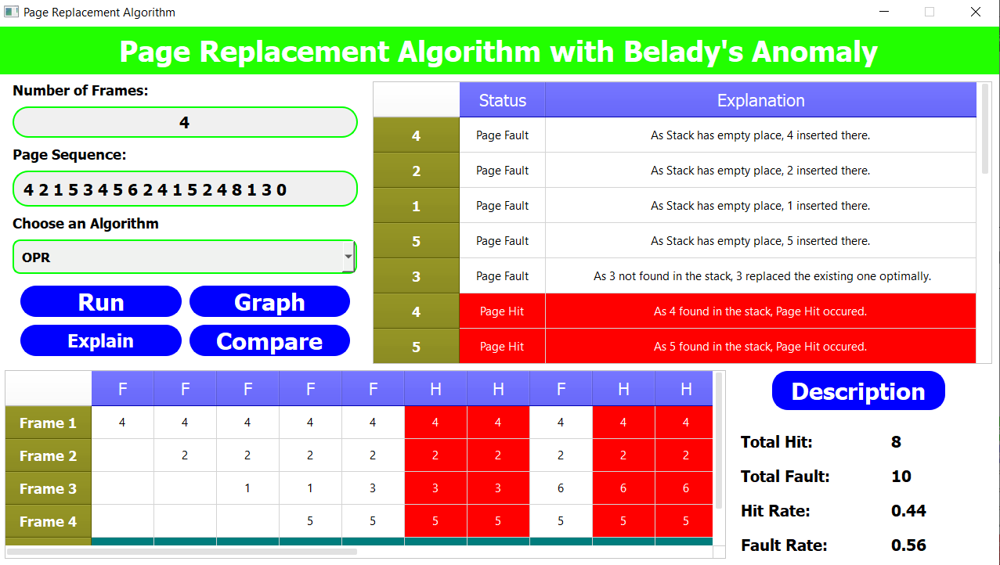 Page Replacement Algorithm
Page Replacement Algorithm with Belady's Anomaly
Number of Frames:
4
Page Sequence:
4 2 1 5 3 4 5 6 2 4 1 5 2 4 8 1 3 0
Choose an Algorithm
OPR
Run Graph
Explain Compare
Status Explanation
4 Page Fault As Stack has empty place, 4 inserted there.
2 Page Fault As Stack has empty place, 2 inserted there.
1 Page Fault As Stack has empty place, 1 inserted there.
5 Page Fault As Stack has empty place, 5 inserted there.
3 Page Fault As 3 not found in the stack, 3 replaced the existing one optimally.
4 Page Hit As 4 found in the stack, Page Hit occured.
5 Page Hit As 5 found in the stack, Page Hit occured.
F F F F F H H F H H
Frame 1 4 4 4 4 4 4 4 4 4 4
Frame 2 2 2 2 2 2 2 2 2 2
Frame 3 1 1 3 3 3 6 6 6
Frame 4 5 5 5 5 5 5 5
Description
Total Hit: 8
Total Fault: 10
Hit Rate: 0.44
Fault Rate: 0.56